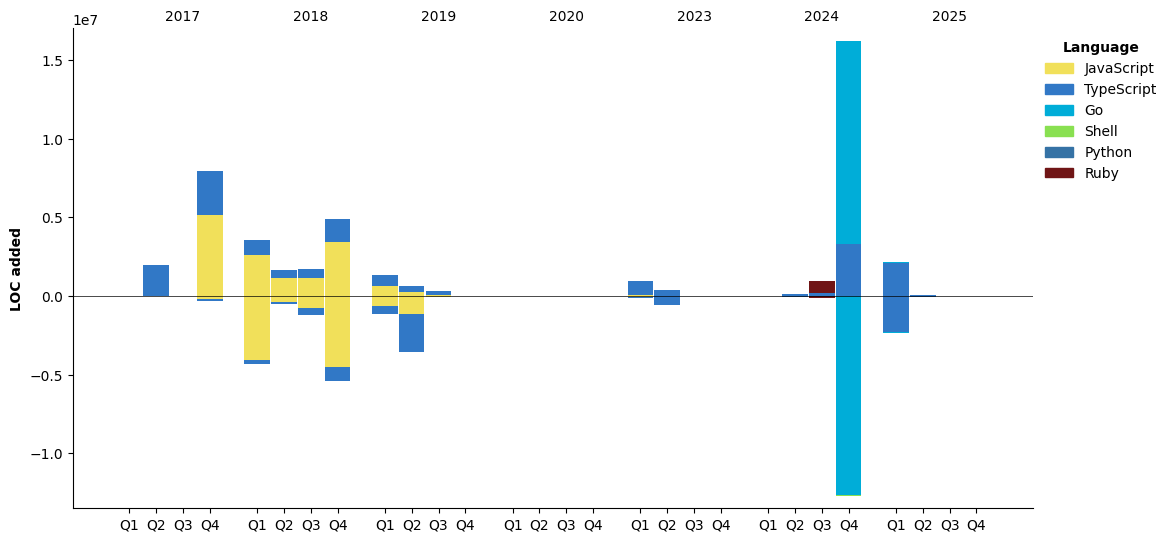 1e7
2017 2018 2019 2020 2023 2024 2025
Language
JavaScript
TypeScript
Go
Shell
Python
Ruby
LOC added
1.5
1.0
0.5
0.0
−0.5
−1.0
Q1 Q2 Q3 Q4 Q1 Q2 Q3 Q4 Q1 Q2 Q3 Q4 Q1 Q2 Q3 Q4 Q1 Q2 Q3 Q4 Q1 Q2 Q3 Q4 Q1 Q2 Q3 Q4